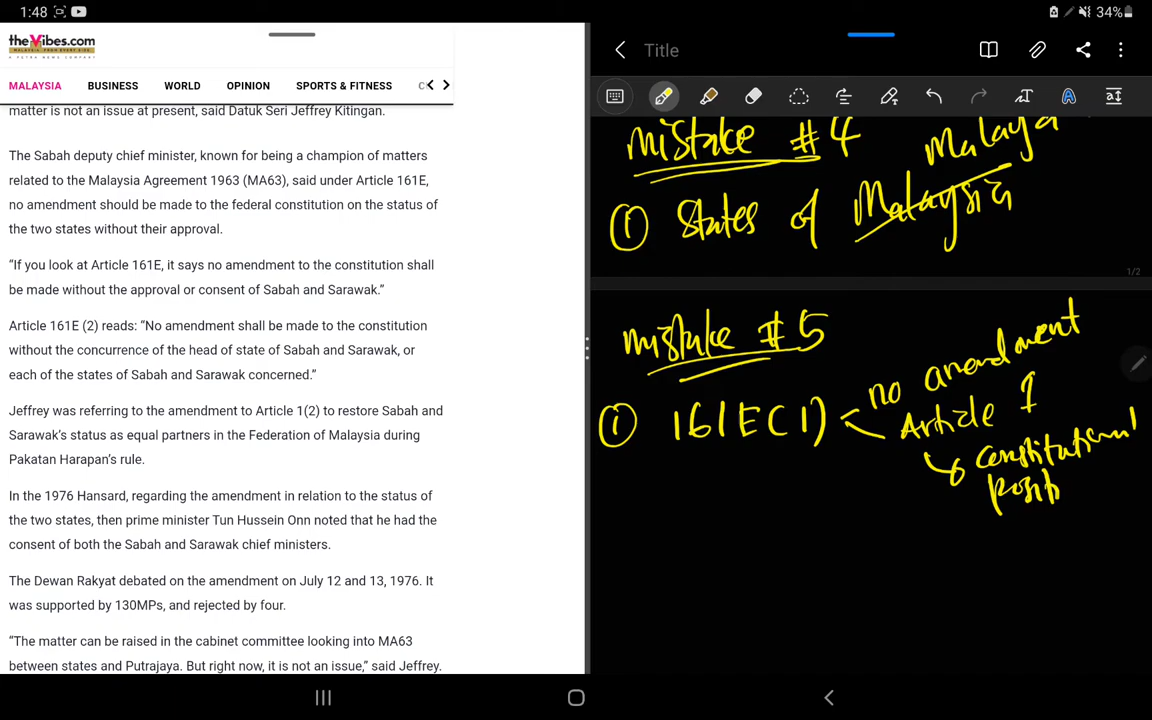 1:48
34%
theVibes.com
MALAYSIA BUSINESS WORLD OPINION SPORTS & FITNESS C
matter is not an issue at present, said Datuk Seri Jeffrey Kitingan.
The Sabah deputy chief minister, known for being a champion of matters
related to the Malaysia Agreement 1963 (MA63), said under Article 161E,
no amendment should be made to the federal constitution on the status of
the two states without their approval.
“If you look at Article 161E, it says no amendment to the constitution shall
be made without the approval or consent of Sabah and Sarawak.”
Article 161E (2) reads: “No amendment shall be made to the constitution
without the concurrence of the head of state of Sabah and Sarawak, or
each of the states of Sabah and Sarawak concerned.”
Jeffrey was referring to the amendment to Article 1(2) to restore Sabah and
Sarawak’s status as equal partners in the Federation of Malaysia during
Pakatan Harapan’s rule.
In the 1976 Hansard, regarding the amendment in relation to the status of
the two states, then prime minister Tun Hussein Onn noted that he had the
consent of both the Sabah and Sarawak chief ministers.
The Dewan Rakyat debated on the amendment on July 12 and 13, 1976. It
was supported by 130MPs, and rejected by four.
“The matter can be raised in the cabinet committee looking into MA63
between states and Putrajaya. But right now, it is not an issue,” said Jeffrey.
Title
mistake #4
Malaya
① States of Malaysia
1/2
mistake #5
① 161E(1)
no amendment
Article 1
constitutional
positn